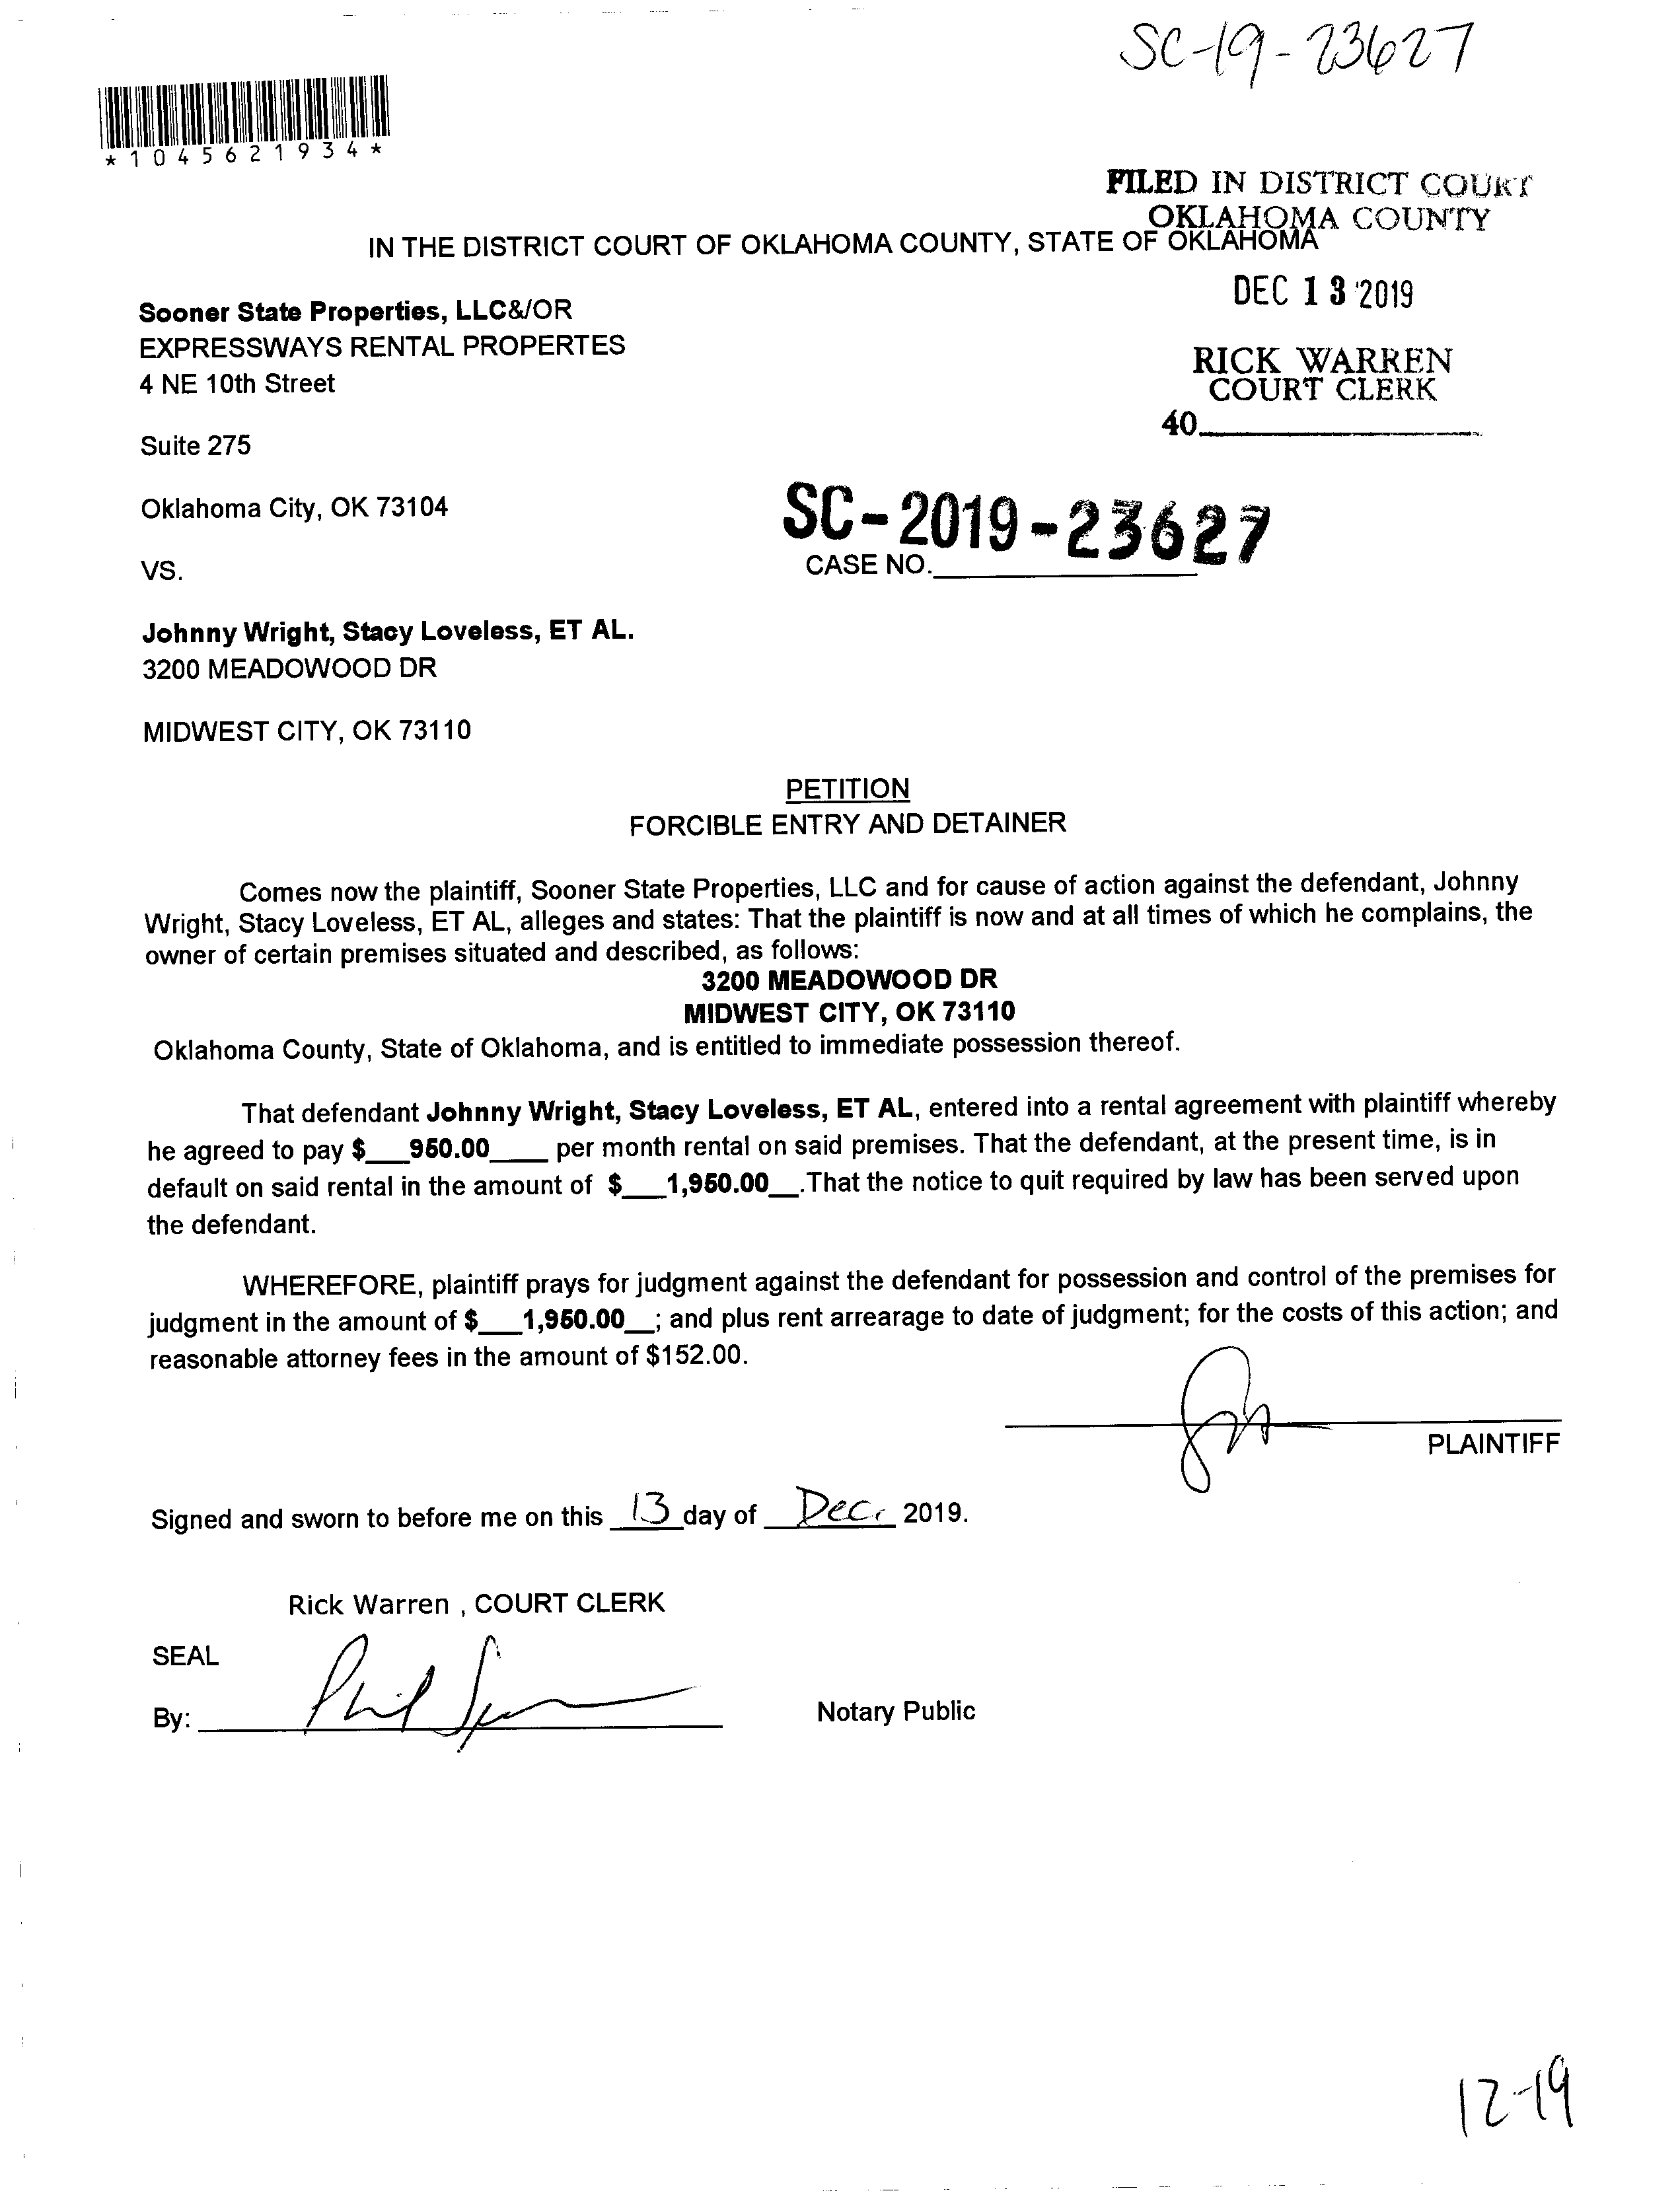 SC-19-23627
*1045621934*
FILED IN DISTRICT COURT
OKLAHOMA COUNTY
IN THE DISTRICT COURT OF OKLAHOMA COUNTY, STATE OF OKLAHOMA
DEC 13 2019
Sooner State Properties, LLC&/OR
EXPRESSWAYS RENTAL PROPERTES
4 NE 10th Street
RICK WARREN
COURT CLERK
40
Suite 275
Oklahoma City, OK 73104
SC-2019-23627
CASE NO.
VS.
Johnny Wright, Stacy Loveless, ET AL.
3200 MEADOWOOD DR
MIDWEST CITY, OK 73110
PETITION
FORCIBLE ENTRY AND DETAINER
Comes now the plaintiff, Sooner State Properties, LLC and for cause of action against the defendant, Johnny
Wright, Stacy Loveless, ET AL, alleges and states: That the plaintiff is now and at all times of which he complains, the
owner of certain premises situated and described, as follows:
3200 MEADOWOOD DR
MIDWEST CITY, OK 73110
Oklahoma County, State of Oklahoma, and is entitled to immediate possession thereof.
That defendant Johnny Wright, Stacy Loveless, ET AL, entered into a rental agreement with plaintiff whereby
he agreed to pay $___950.00____ per month rental on said premises. That the defendant, at the present time, is in
default on said rental in the amount of $___1,950.00__.That the notice to quit required by law has been served upon
the defendant.
WHEREFORE, plaintiff prays for judgment against the defendant for possession and control of the premises for
judgment in the amount of $___1,950.00__; and plus rent arrearage to date of judgment; for the costs of this action; and
reasonable attorney fees in the amount of $152.00.
PLAINTIFF
Signed and sworn to before me on this 13 day of Dec. 2019.
Rick Warren , COURT CLERK
SEAL
By:
Notary Public
12-19